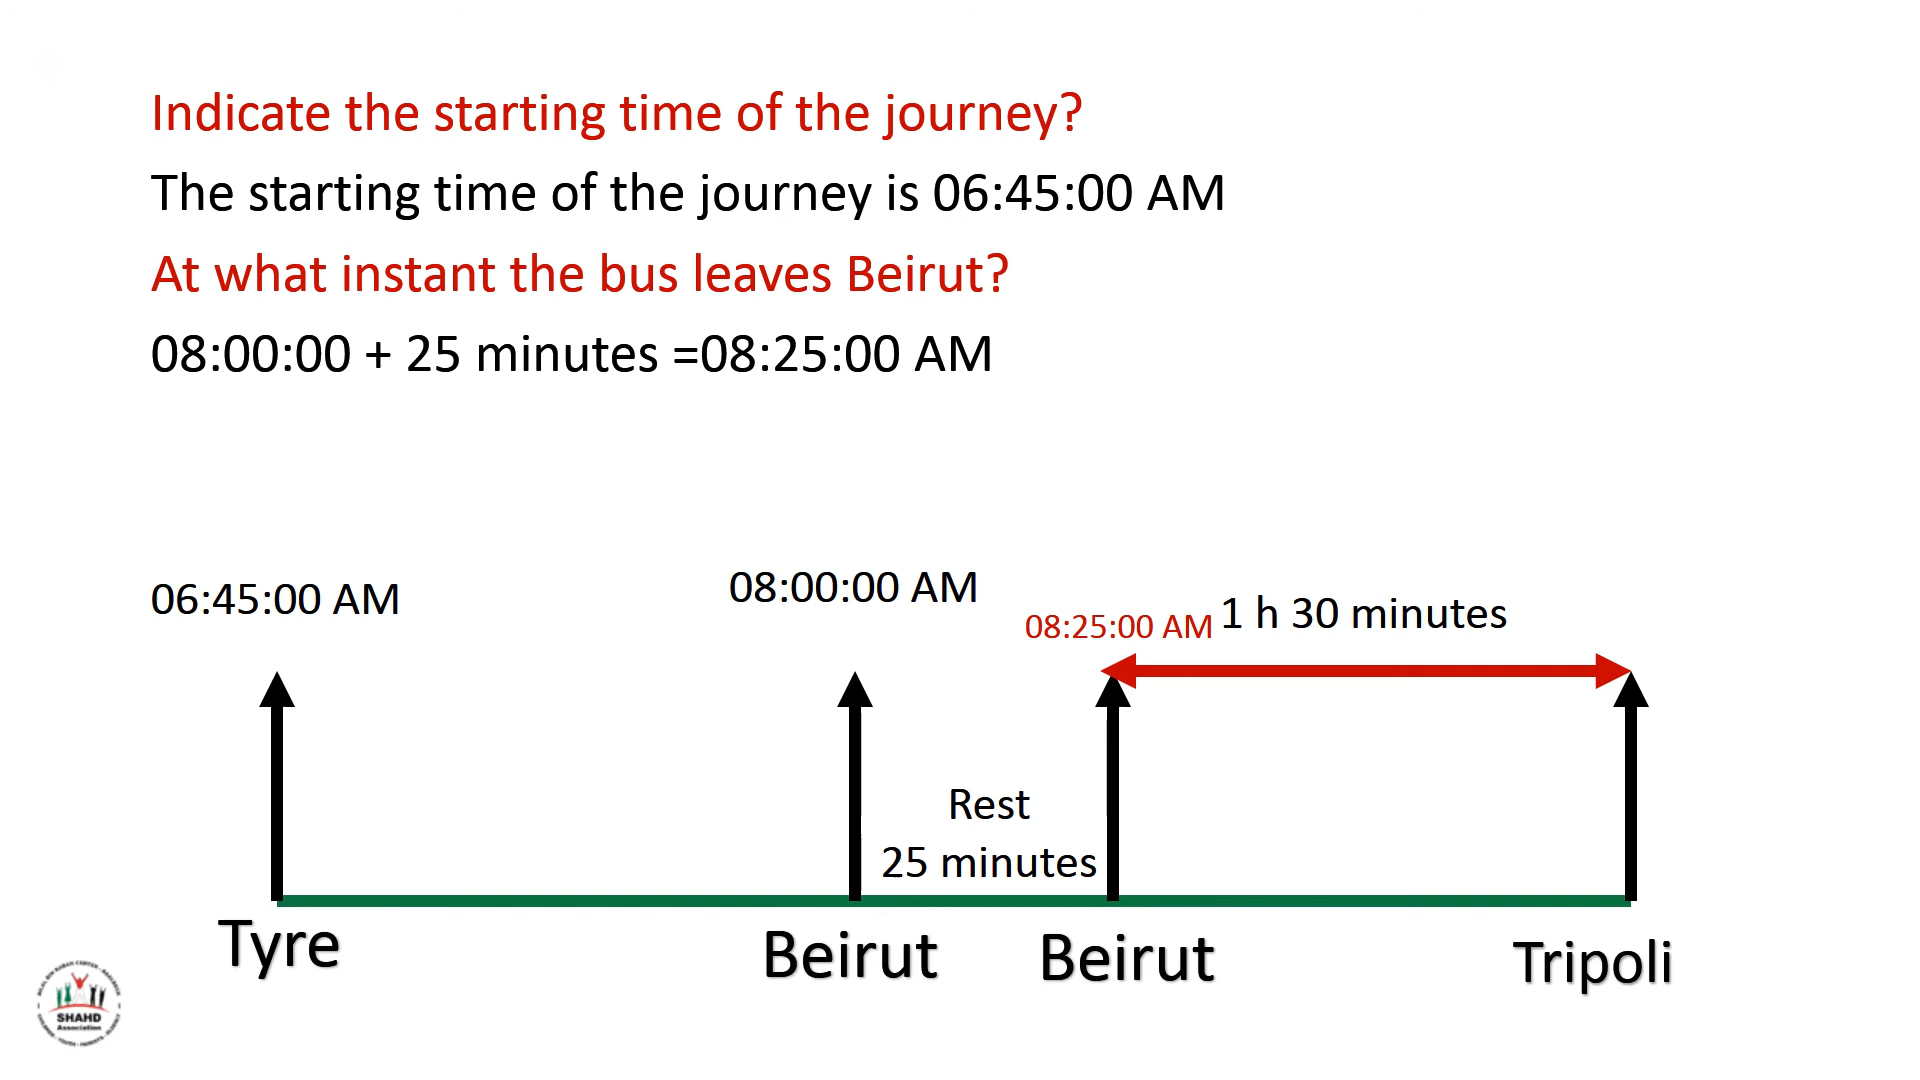 Indicate the starting time of the journey?
The starting time of the journey is 06:45:00 AM
At what instant the bus leaves Beirut?
08:00:00 + 25 minutes =08:25:00 AM
06:45:00 AM
08:00:00 AM
08:25:00 AM
1 h 30 minutes
Rest
25 minutes
Tyre
Beirut
Beirut
Tripoli
SHAHD
Association